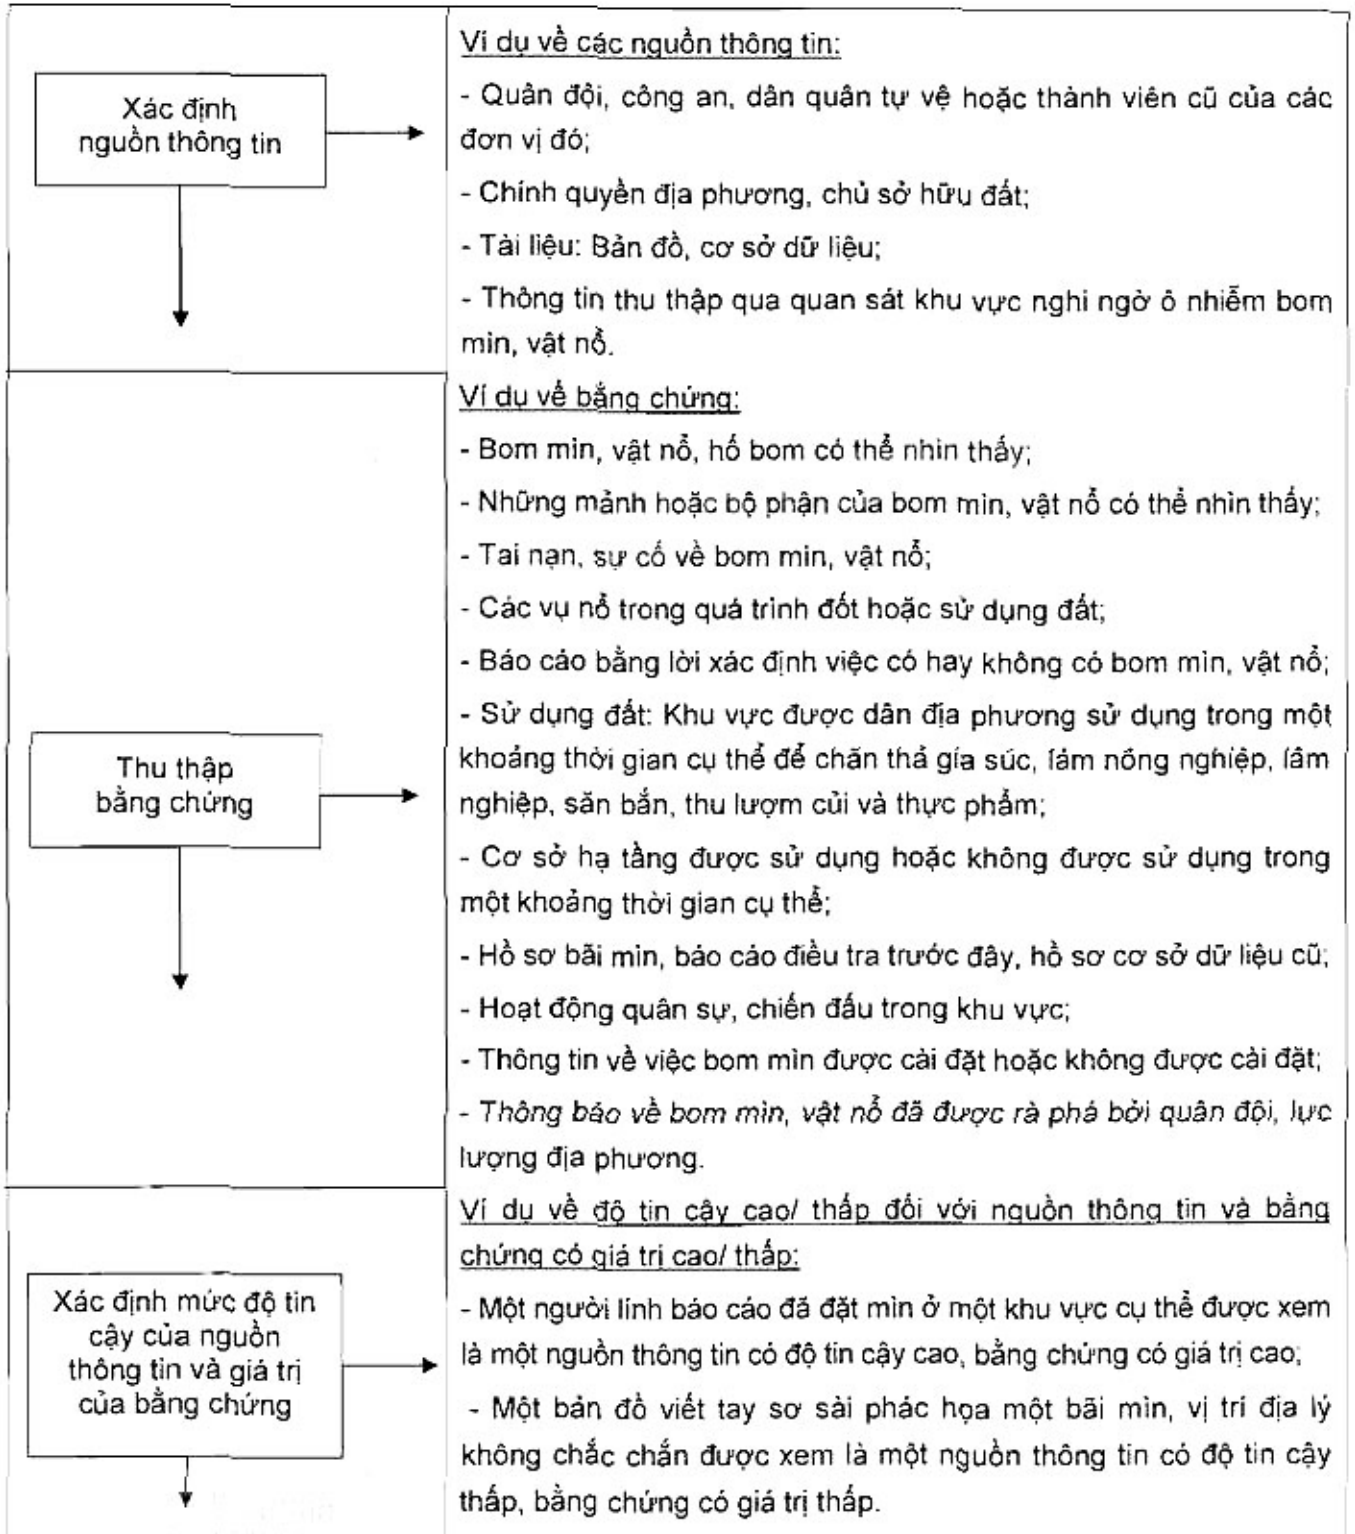 Xác định
nguồn thông tin
Ví dụ về các nguồn thông tin:
- Quân đội, công an, dân quân tự vệ hoặc thành viên cũ của các
đơn vị đó;
- Chính quyền địa phương, chủ sở hữu đất;
- Tài liệu: Bản đồ, cơ sở dữ liệu;
- Thông tin thu thập qua quan sát khu vực nghi ngờ ô nhiễm bom
mìn, vật nổ.
Thu thập
bằng chứng
Ví dụ về bằng chứng:
- Bom mìn, vật nổ, hố bom có thể nhìn thấy;
- Những mảnh hoặc bộ phận của bom mìn, vật nổ có thể nhìn thấy;
- Tai nạn, sự cố về bom mìn, vật nổ;
- Các vụ nổ trong quá trình đốt hoặc sử dụng đất;
- Báo cáo bằng lời xác định việc có hay không có bom mìn, vật nổ;
- Sử dụng đất: Khu vực được dân địa phương sử dụng trong một
khoảng thời gian cụ thể để chăn thả gía súc, làm nông nghiệp, lâm
nghiệp, săn bắn, thu lượm củi và thực phẩm;
- Cơ sở hạ tầng được sử dụng hoặc không được sử dụng trong
một khoảng thời gian cụ thể;
- Hồ sơ bãi mìn, báo cáo điều tra trước đây, hồ sơ cơ sở dữ liệu cũ;
- Hoạt động quân sự, chiến đấu trong khu vực;
- Thông tin về việc bom mìn được cài đặt hoặc không được cài đặt;
- Thông báo về bom mìn, vật nổ đã được rà phá bởi quân đội, lực
lượng địa phương.
Xác định mức độ tin
cậy của nguồn
thông tin và giá trị
của bằng chứng
Ví dụ về độ tin cậy cao/ thấp đối với nguồn thông tin và bằng
chứng có giá trị cao/ thấp:
- Một người lính báo cáo đã đặt mìn ở một khu vực cụ thể được xem
là một nguồn thông tin có độ tin cậy cao, bằng chứng có giá trị cao;
- Một bản đồ viết tay sơ sài phác họa một bãi mìn, vị trí địa lý
không chắc chắn được xem là một nguồn thông tin có độ tin cậy
thấp, bằng chứng có giá trị thấp.